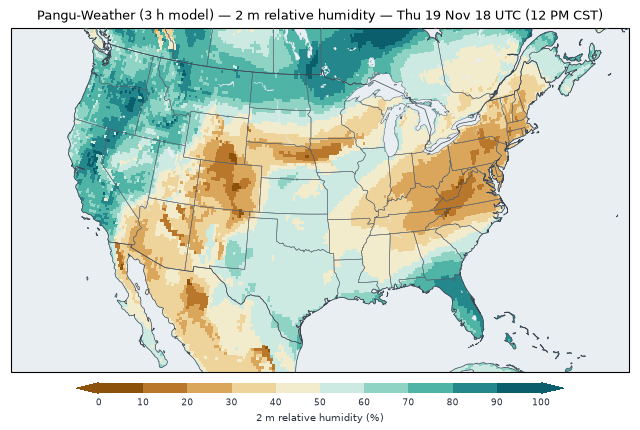 Pangu-Weather (3 h model) — 2 m relative humidity — Thu 19 Nov 18 UTC (12 PM CST)
0 10 20 30 40 50 60 70 80 90 100
2 m relative humidity (%)